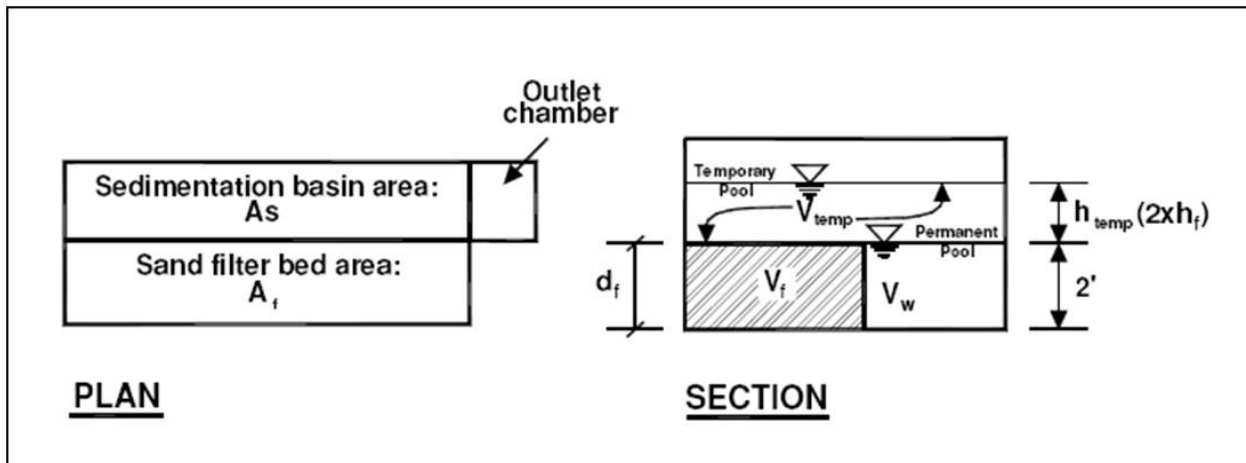 Outlet
chamber
Sedimentation basin area:
As
Sand filter bed area:
A f
PLAN
Temporary
Pool
V temp
h temp (2xh f)
Permanent
Pool
d f
V f
V w
2'
SECTION